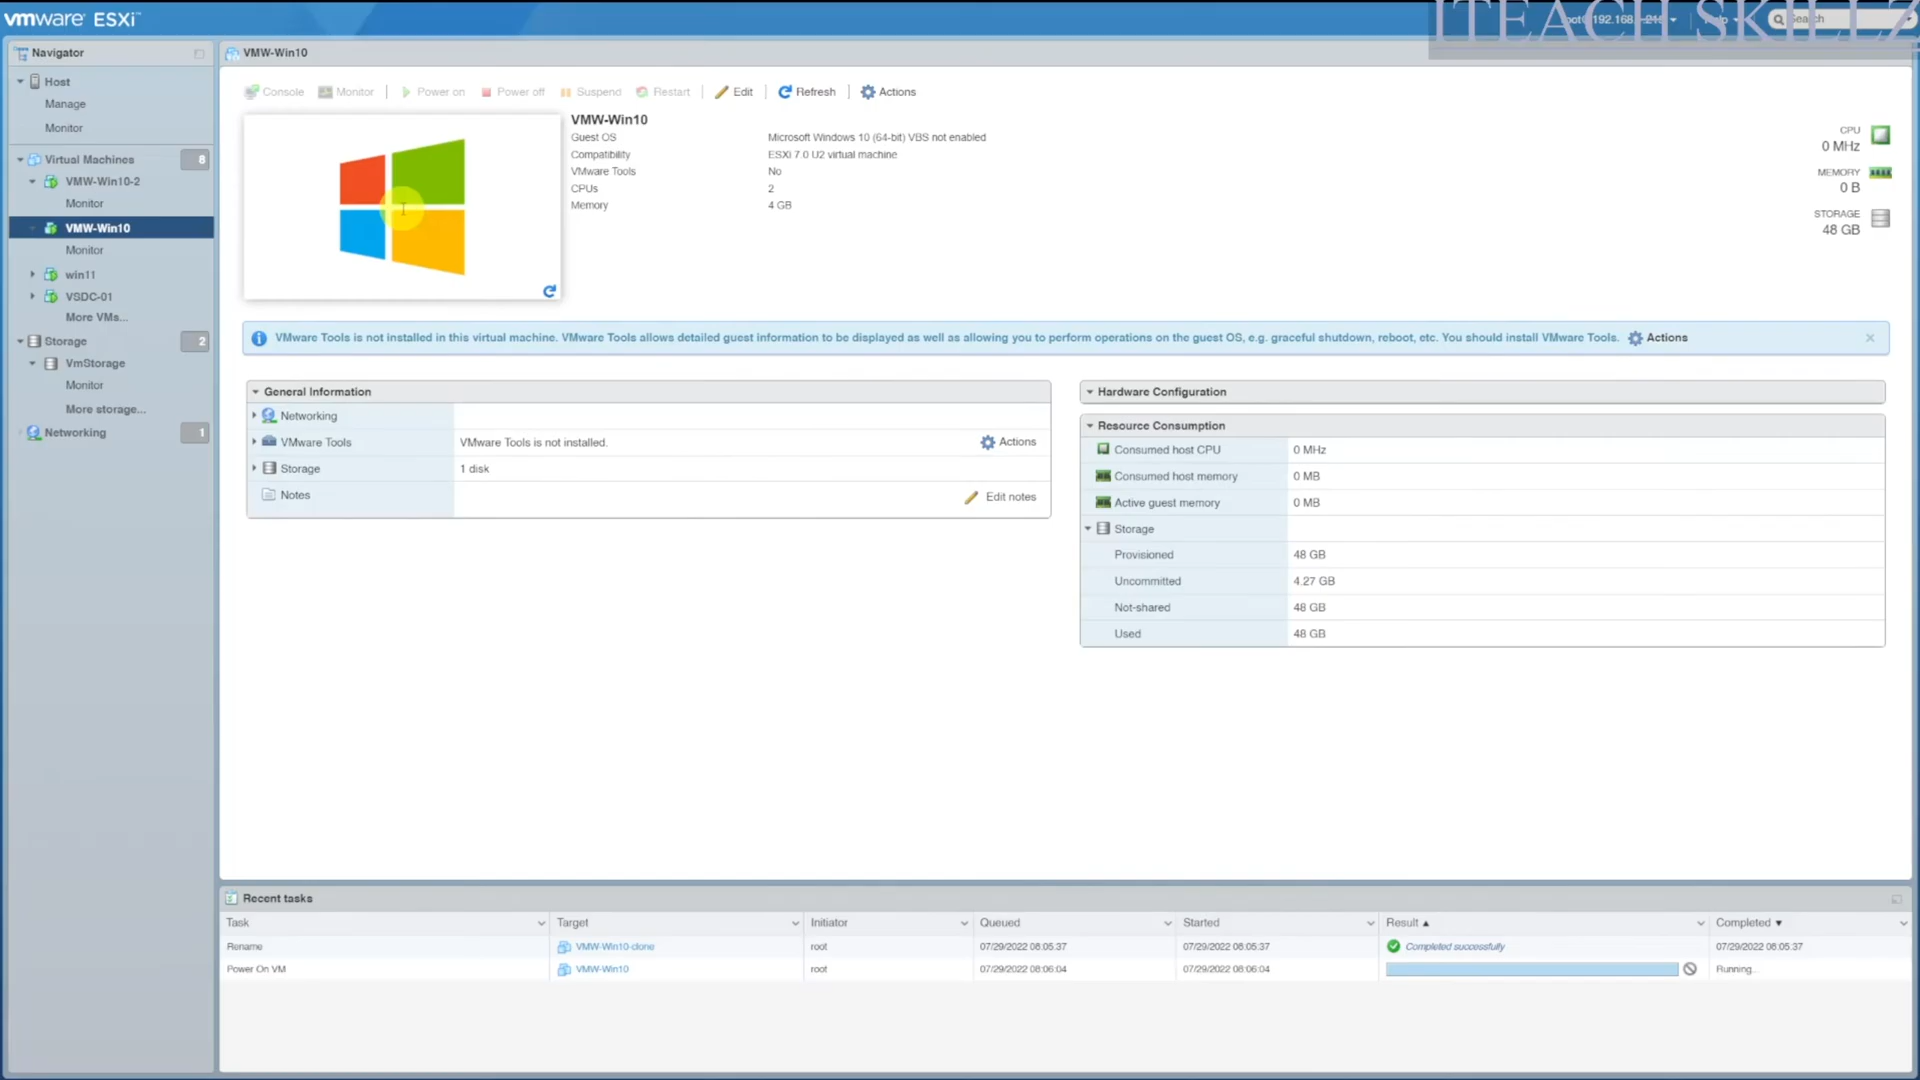 vmware ESXi™
ITEACH SKILLZ
Navigator
Host
Manage
Monitor
Virtual Machines 8
VMW-Win10-2
Monitor
VMW-Win10
Monitor
win11
VSDC-01
More VMs...
Storage 2
VmStorage
Monitor
More storage...
Networking 1
VMW-Win10
Console Monitor Power on Power off Suspend Restart Edit Refresh Actions
VMW-Win10
Guest OS Microsoft Windows 10 (64-bit) VBS not enabled
Compatibility ESXi 7.0 U2 virtual machine
VMware Tools No
CPUs 2
Memory 4 GB
CPU
0 MHz
MEMORY
0 B
STORAGE
48 GB
VMware Tools is not installed in this virtual machine. VMware Tools allows detailed guest information to be displayed as well as allowing you to perform operations on the guest OS, e.g. graceful shutdown, reboot, etc. You should install VMware Tools. Actions
General Information
Networking
VMware Tools VMware Tools is not installed. Actions
Storage 1 disk
Notes Edit notes
Hardware Configuration
Resource Consumption
Consumed host CPU 0 MHz
Consumed host memory 0 MB
Active guest memory 0 MB
Storage
Provisioned 48 GB
Uncommitted 4.27 GB
Not-shared 48 GB
Used 48 GB
Recent tasks
Task Target Initiator Queued Started Result Completed
Rename VMW-Win10-clone root 07/29/2022 08:05:37 07/29/2022 08:05:37 Completed successfully 07/29/2022 08:05:37
Power On VM VMW-Win10 root 07/29/2022 08:06:04 07/29/2022 08:06:04 Running...